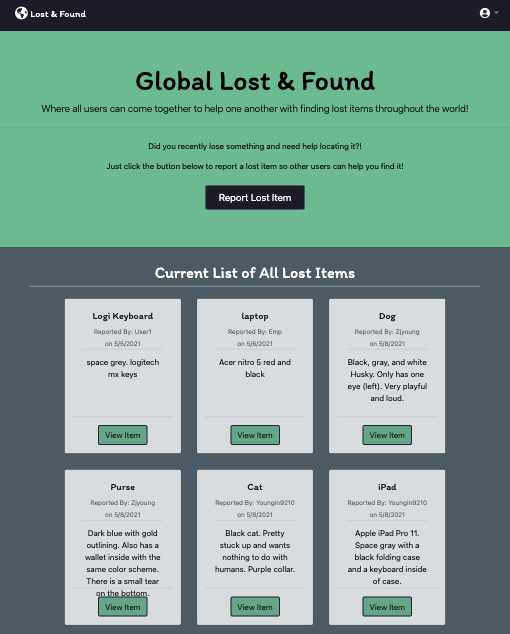 Lost & Found
Global Lost & Found
Where all users can come together to help one another with finding lost items throughout the world!
Did you recently lose something and need help locating it?!
Just click the button below to report a lost item so other users can help you find it!
Report Lost Item
Current List of All Lost Items
Logi Keyboard
Reported By: User1
on 5/5/2021
space grey. logitech
mx keys
View Item
laptop
Reported By: Emp
on 5/6/2021
Acer nitro 5 red and
black
View Item
Dog
Reported By: Zjyoung
on 5/8/2021
Black, gray, and white
Husky. Only has one
eye (left). Very playful
and loud.
View Item
Purse
Reported By: Zjyoung
on 5/8/2021
Dark blue with gold
outlining. Also has a
wallet inside with the
same color scheme.
There is a small tear
on the bottom.
View Item
Cat
Reported By: Youngin9210
on 5/8/2021
Black cat. Pretty
stuck up and wants
nothing to do with
humans. Purple collar.
View Item
iPad
Reported By: Youngin9210
on 5/8/2021
Apple iPad Pro 11.
Space gray with a
black folding case
and a keyboard inside
of case.
View Item